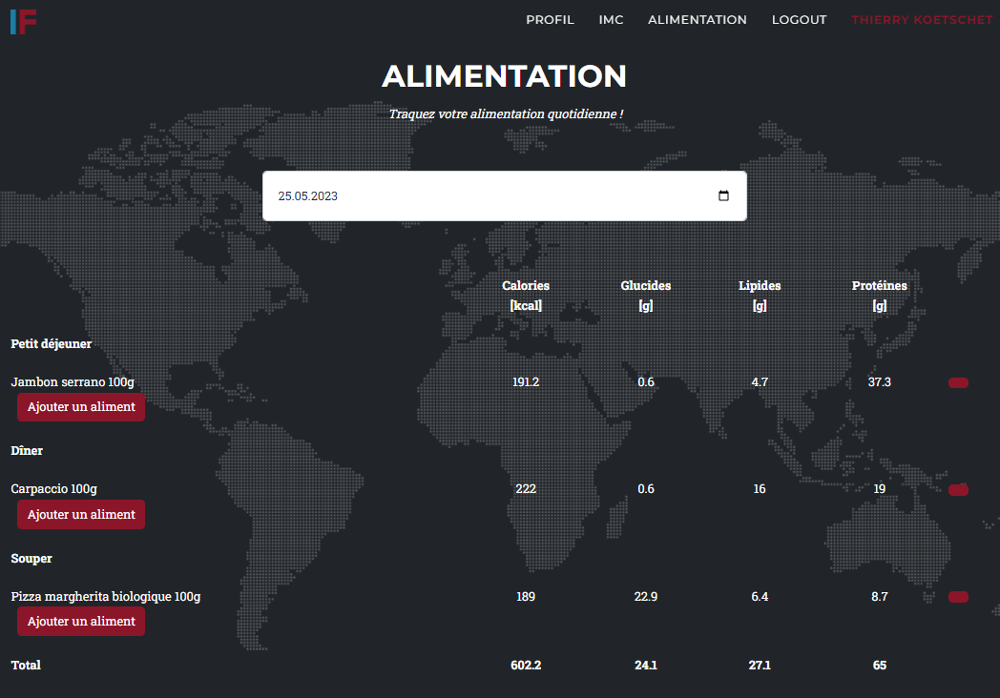 IF
PROFIL IMC ALIMENTATION LOGOUT THIERRY KOETSCHET
ALIMENTATION
Traquez votre alimentation quotidienne !
25.05.2023
Calories Glucides Lipides Protéines
[kcal] [g] [g] [g]
Petit déjeuner
Jambon serrano 100g 191.2 0.6 4.7 37.3
Ajouter un aliment
Dîner
Carpaccio 100g 222 0.6 16 19
Ajouter un aliment
Souper
Pizza margherita biologique 100g 189 22.9 6.4 8.7
Ajouter un aliment
Total 602.2 24.1 27.1 65